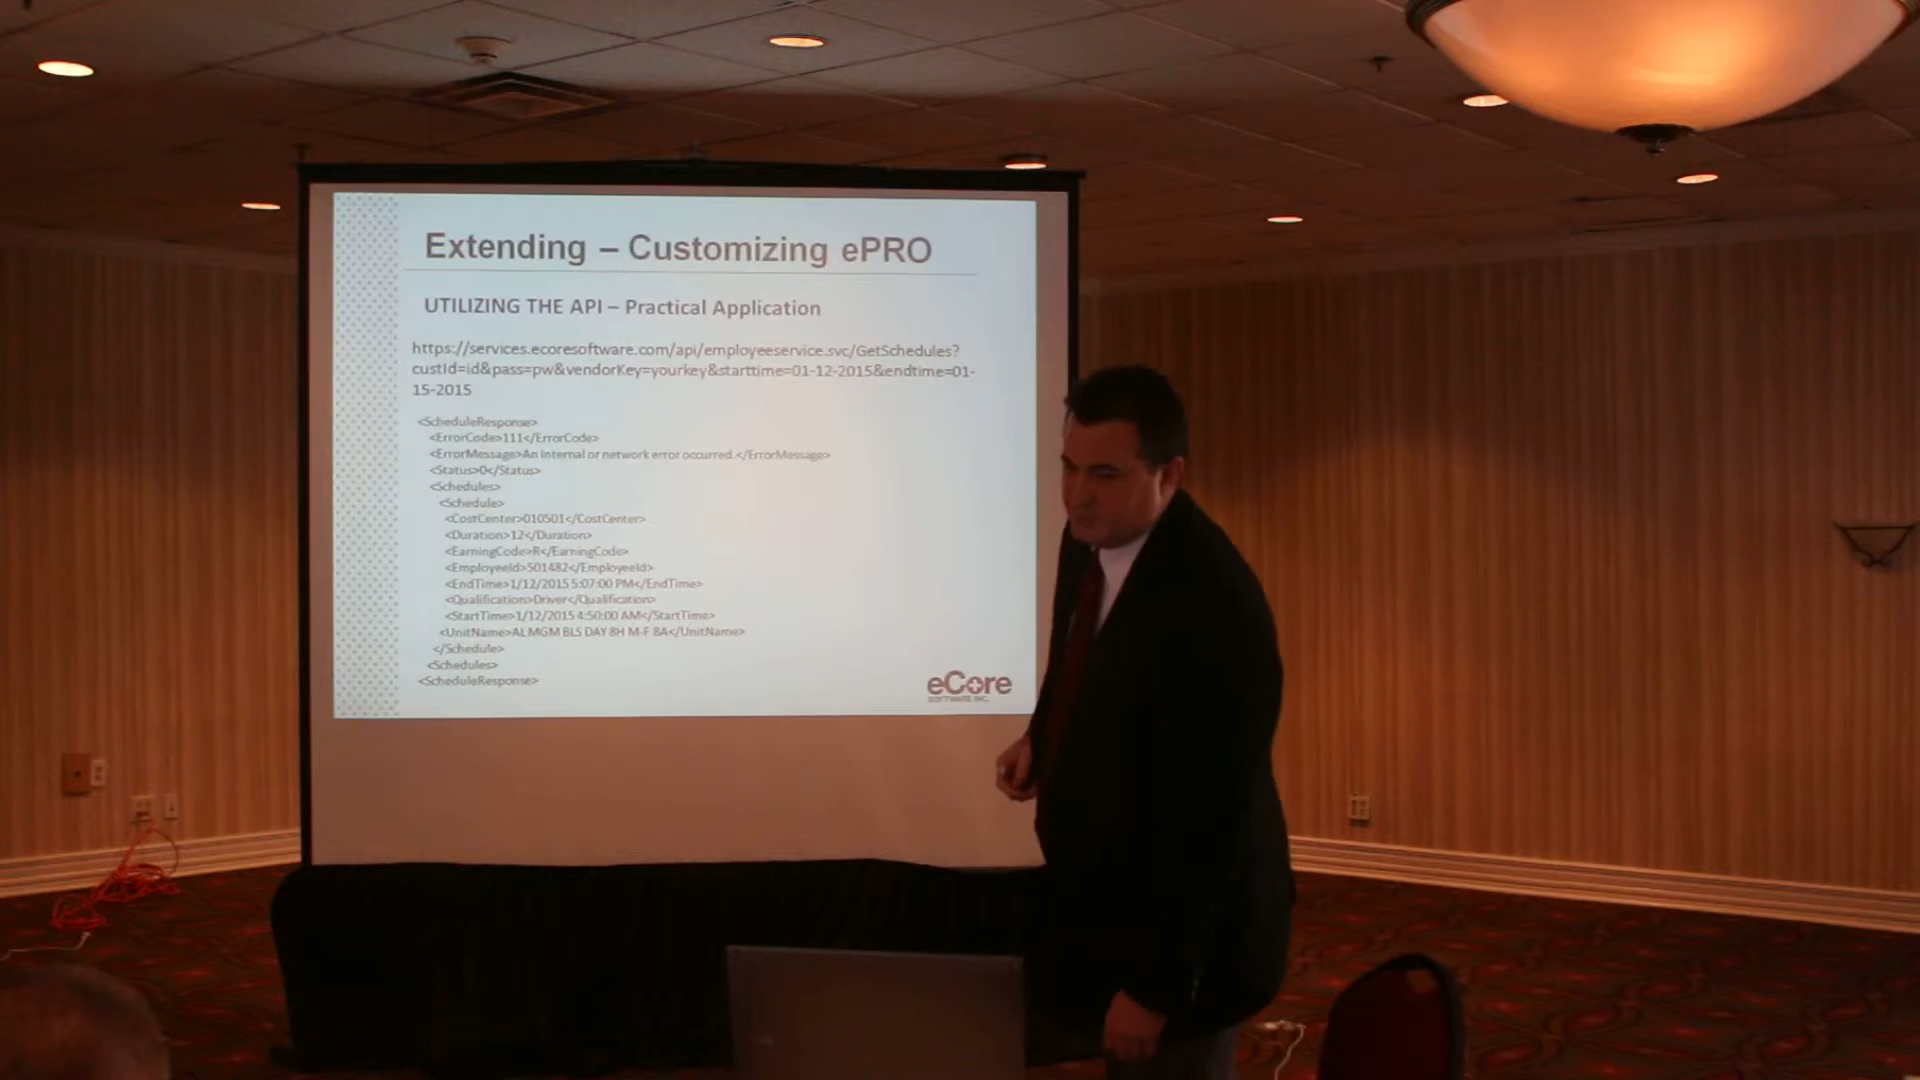 Extending – Customizing ePRO
UTILIZING THE API – Practical Application
https://services.ecoresoftware.com/api/employeeservice.svc/GetSchedules?
custId=id&pass=pw&vendorKey=yourkey&starttime=01-12-2015&endtime=01-
15-2015
<ScheduleResponse>
<ErrorCode>111</ErrorCode>
<ErrorMessage>An internal or network error occurred.</ErrorMessage>
<Status>0</Status>
<Schedules>
<Schedule>
<CostCenter>010501</CostCenter>
<Duration>12</Duration>
<EarningCode>R</EarningCode>
<EmployeeId>501482</EmployeeId>
<EndTime>1/12/2015 5:07:00 PM</EndTime>
<Qualification>Driver</Qualification>
<StartTime>1/12/2015 4:50:00 AM</StartTime>
<UnitName>AL MGM BLS DAY 8H M-F 8A</UnitName>
</Schedule>
<Schedules>
<ScheduleResponse>
eCore
SOFTWARE INC.